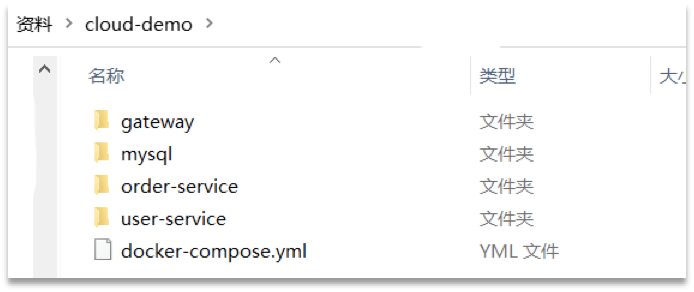 资料 > cloud-demo >
名称 类型 大小
gateway 文件夹
mysql 文件夹
order-service 文件夹
user-service 文件夹
docker-compose.yml YML 文件